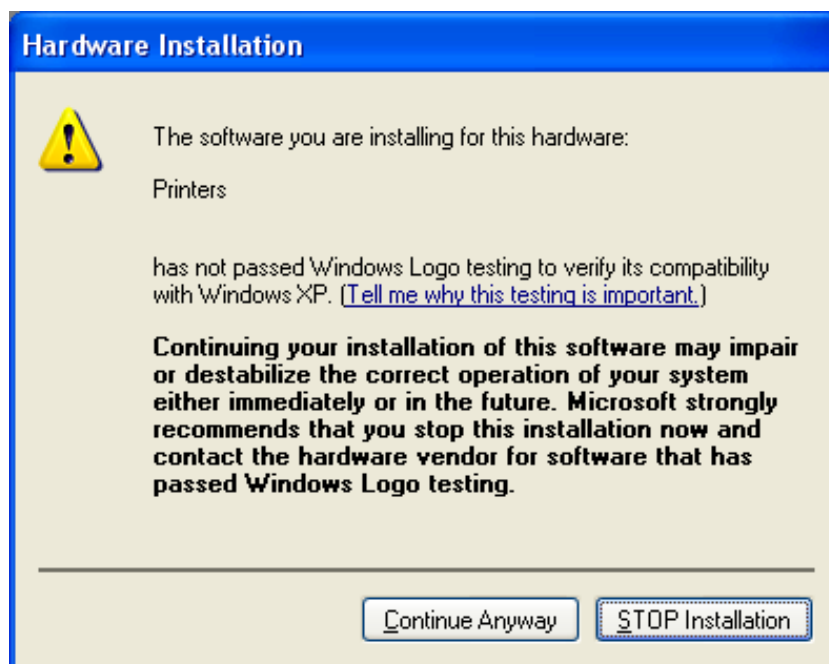 Hardware Installation
The software you are installing for this hardware:
Printers
has not passed Windows Logo testing to verify its compatibility
with Windows XP. (Tell me why this testing is important.)
Continuing your installation of this software may impair
or destabilize the correct operation of your system
either immediately or in the future. Microsoft strongly
recommends that you stop this installation now and
contact the hardware vendor for software that has
passed Windows Logo testing.
Continue Anyway
STOP Installation